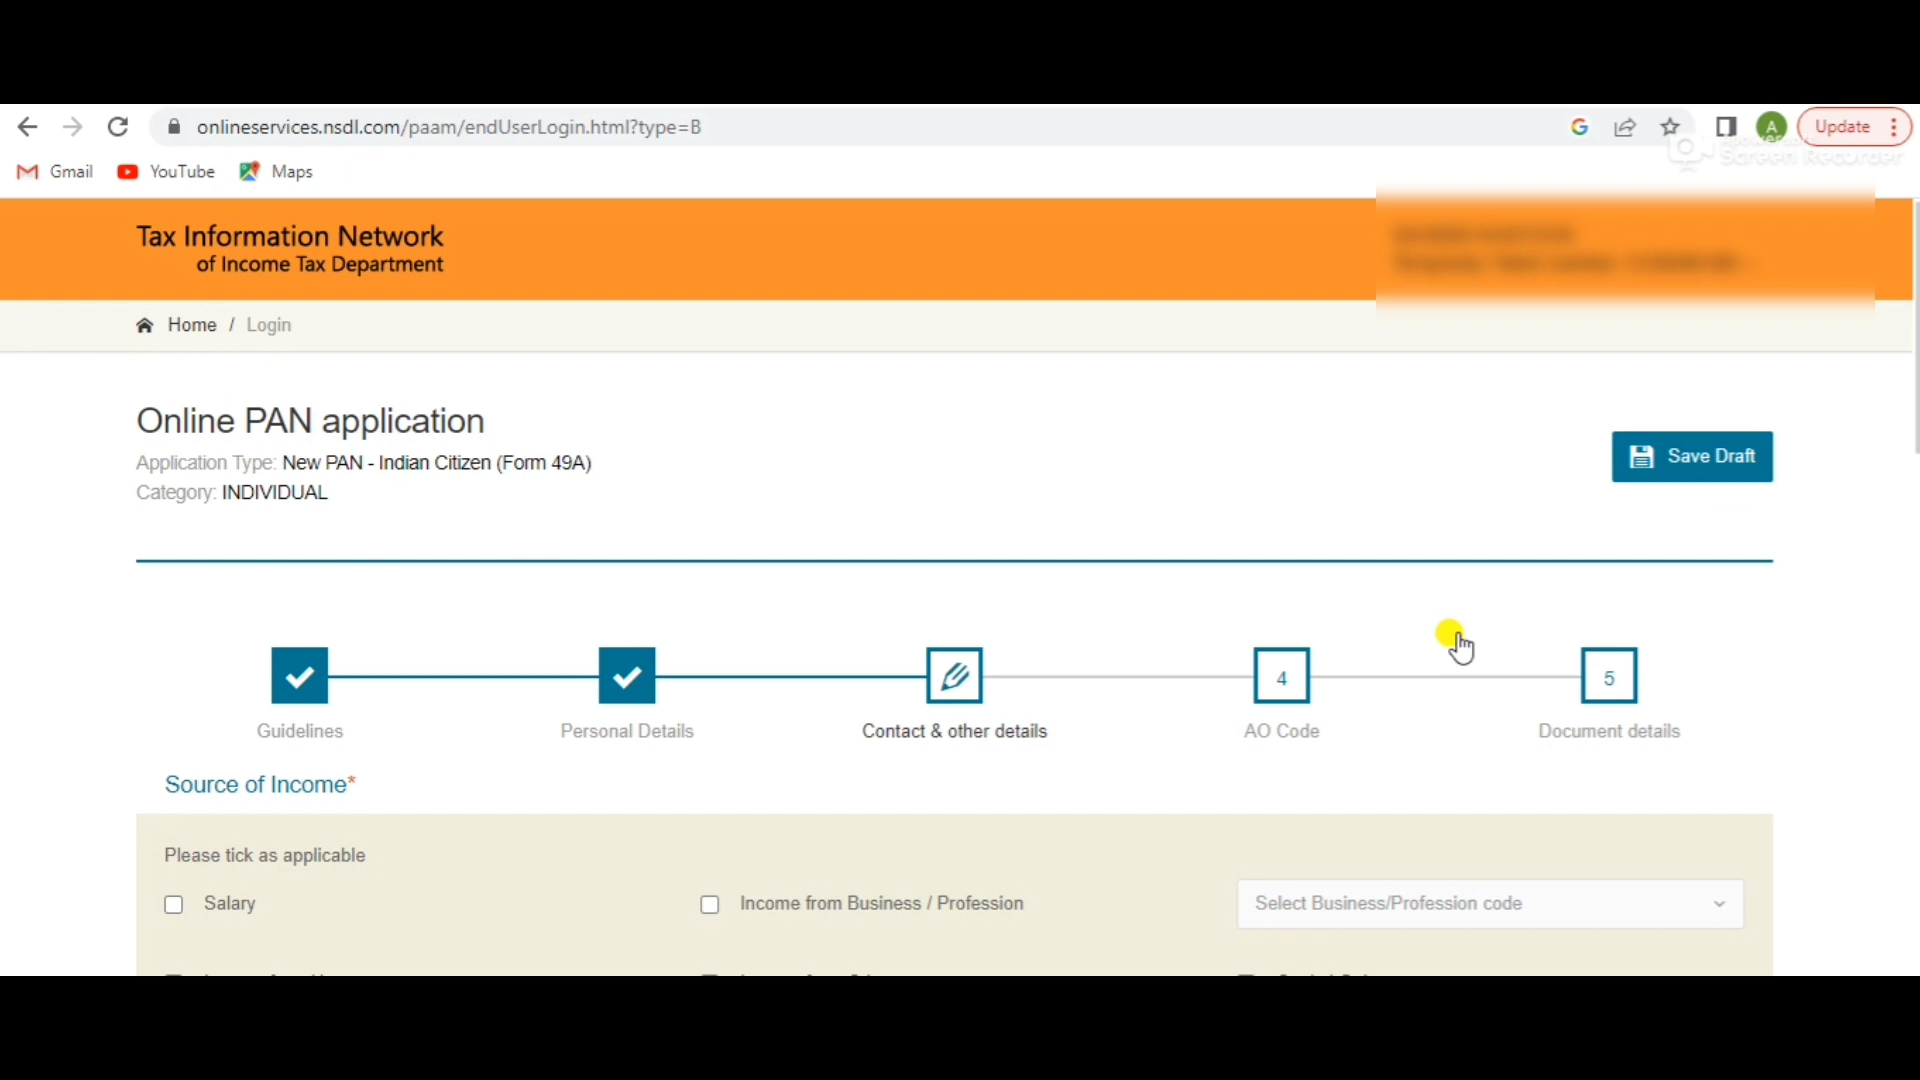 onlineservices.nsdl.com/paam/endUserLogin.html?type=B
A
Update
Gmail
YouTube
Maps
Screen Recorder
Tax Information Network
of Income Tax Department
Home / Login
Online PAN application
Application Type: New PAN - Indian Citizen (Form 49A)
Category: INDIVIDUAL
Save Draft
4
5
Guidelines
Personal Details
Contact & other details
AO Code
Document details
Source of Income*
Please tick as applicable
Salary
Income from Business / Profession
Select Business/Profession code